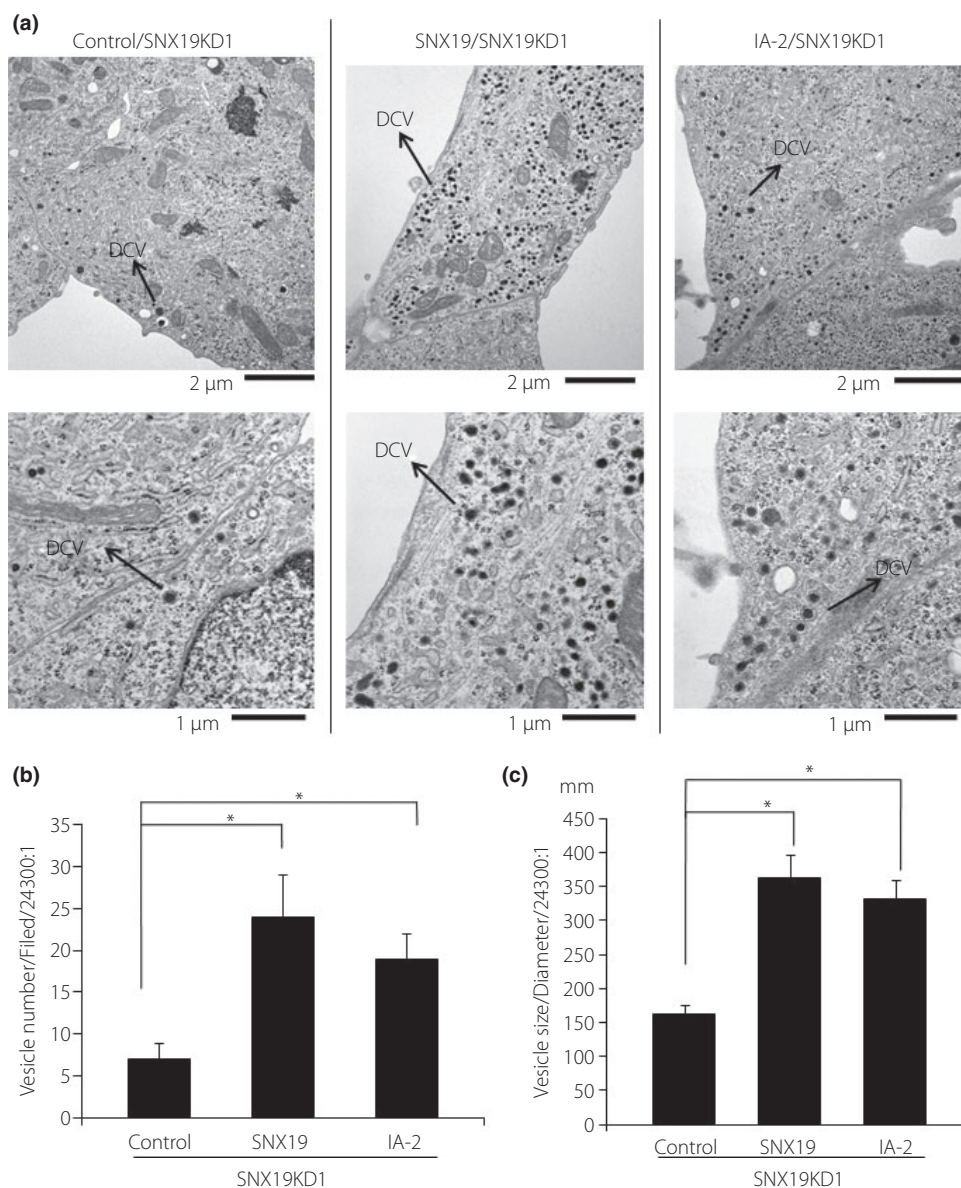 (a)
Control/SNX19KD1
SNX19/SNX19KD1
IA-2/SNX19KD1
DCV
DCV
DCV
2 μm
2 μm
2 μm
DCV
DCV
DCV
1 μm
1 μm
1 μm
(b)
Vesicle number/Filed/24300:1
35
30
25
20
15
10
5
0
*
*
Control
SNX19
IA-2
SNX19KD1
(c)
mm
Vesicle size/Diameter/24300:1
450
400
350
300
250
200
150
100
50
0
*
*
Control
SNX19
IA-2
SNX19KD1